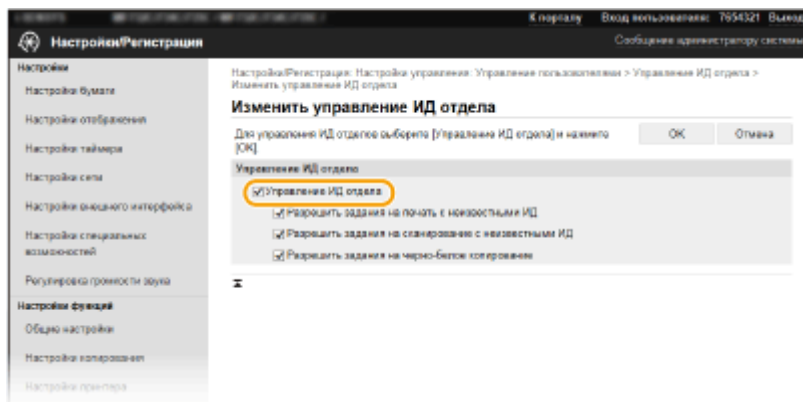 К порталу Вход пользователя: 7654321 Выход
Настройки/Регистрация
Сообщение администратору системы
Настройки
Настройки бумаги
Настройки отображения
Настройки таймера
Настройки сети
Настройки внешнего интерфейса
Настройки специальных
возможностей
Регулировка громкости звука
Настройки функций
Общие настройки
Настройки копирования
Настройки принтера
Настройки/Регистрация: Настройки управления: Управление пользователями > Управление ИД отдела >
Изменить управление ИД отдела
Изменить управление ИД отдела
Для управления ИД отделов выберите [Управление ИД отдела] и нажмите
[OK]
OK Отмена
Управление ИД отдела
Управление ИД отдела
Разрешить задания на печать с неизвестными ИД
Разрешить задания на сканирование с неизвестными ИД
Разрешить задания на черно-белое копирование